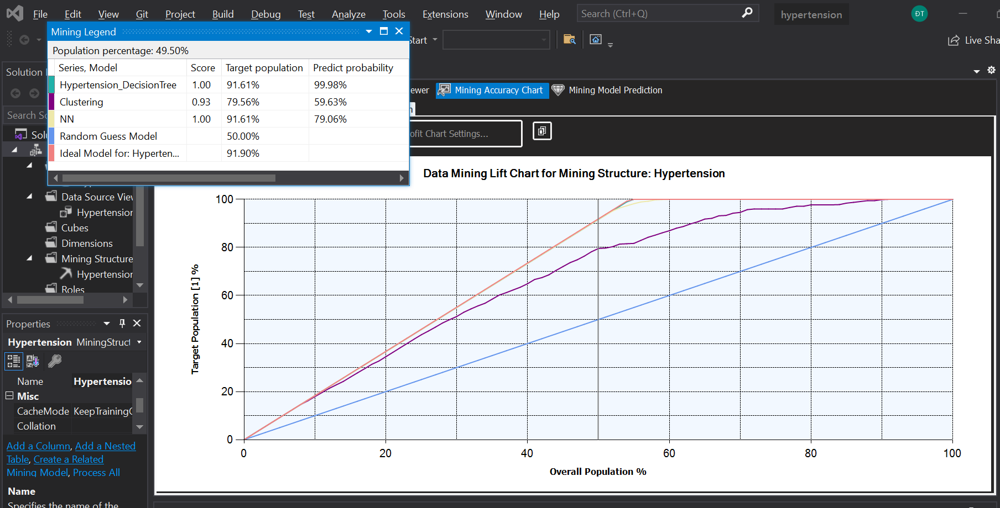 File Edit View Git Project Build Debug Test Analyze Tools Extensions Window Help Search (Ctrl+Q) hypertension ĐT
Mining Legend
Start
Live Sha
Population percentage: 49.50%
Series, Model Score Target population Predict probability
Hypertension_DecisionTree 1.00 91.61% 99.98%
Clustering 0.93 79.56% 59.63%
NN 1.00 91.61% 79.06%
Random Guess Model 50.00%
Ideal Model for: Hyperten... 91.90%
Solution
Search So
Solu
ewer Mining Accuracy Chart Mining Model Prediction
ofit Chart Settings...
Data Source View
Hypertension
Cubes
Dimensions
Mining Structure
Hypertension
Roles
Properties
Hypertension MiningStruct
Name Hypertensio
Misc
CacheMode KeepTrainingC
Collation
Add a Column, Add a Nested
Table, Create a Related
Mining Model, Process All
Name
Specifies the name of the
Data Mining Lift Chart for Mining Structure: Hypertension
100
80
60
40
20
0
Target Population [1] %
0 20 40 60 80 100
Overall Population %